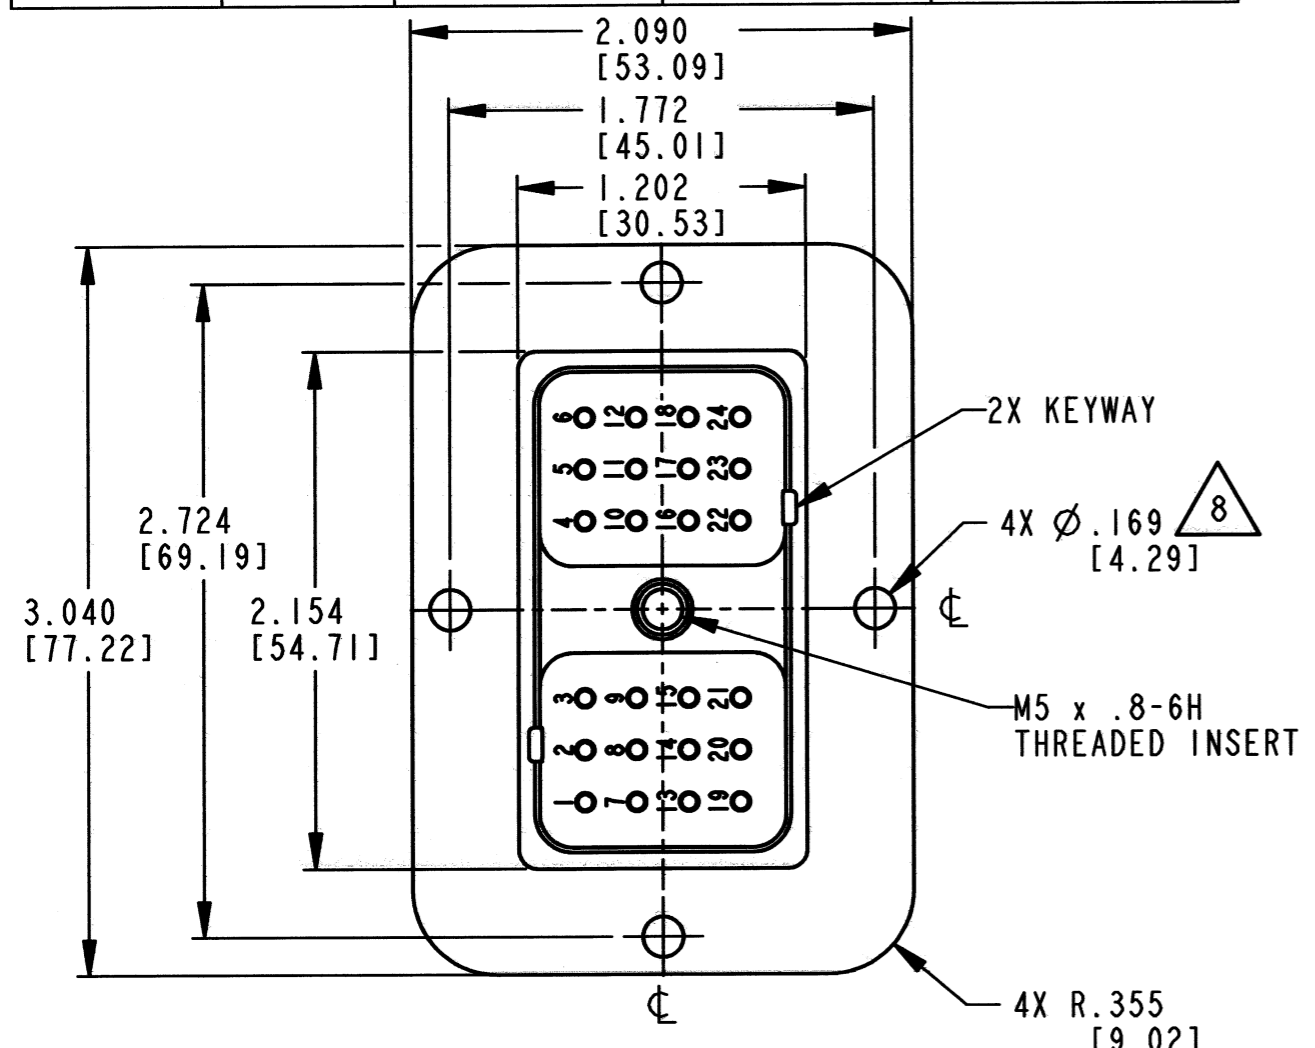 2.090
[53.09]
1.772
[45.01]
1.202
[30.53]
6 12 18 24
5 11 17 23
4 10 16 22
2X KEYWAY
4X Ø .169 8
[4.29]
2.724
[69.19]
3.040
[77.22]
2.154
[54.71]
℄
3 9 15 21
2 8 14 20
1 7 13 19
M5 x .8-6H
THREADED INSERT
℄
4X R.355
[9.02]